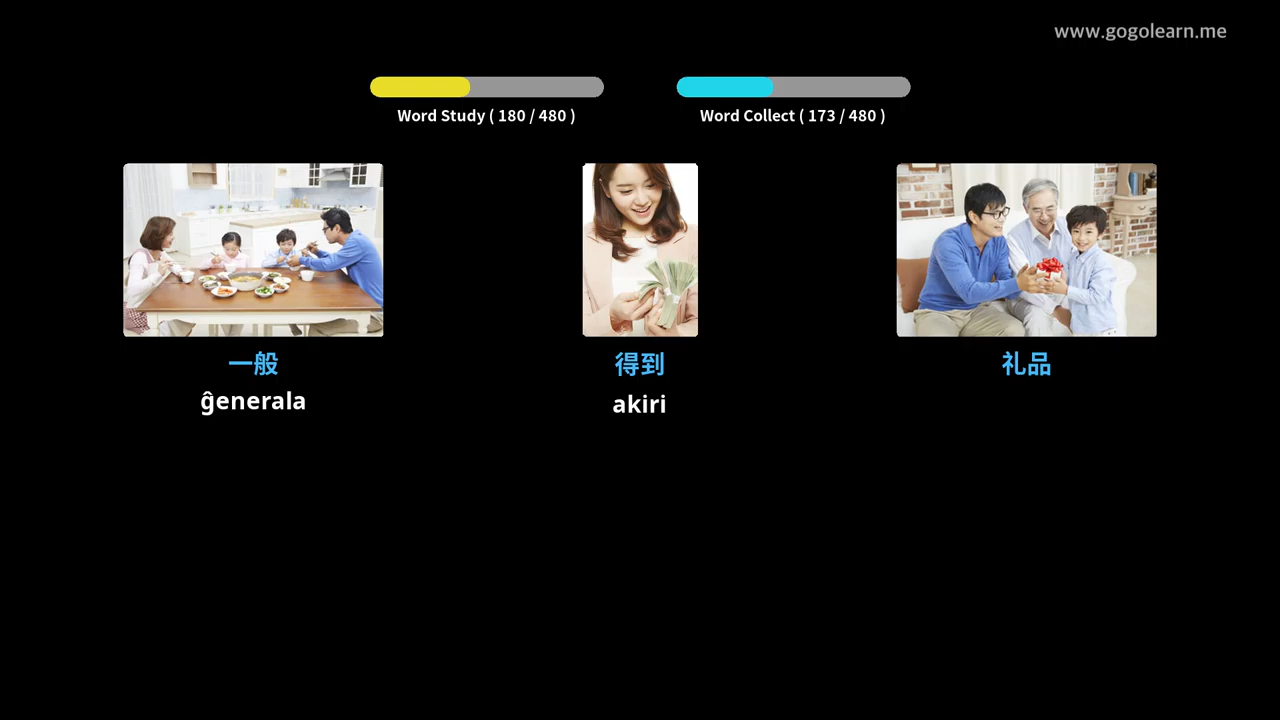 www.gogolearn.me
Word Study ( 180 / 480 )
Word Collect ( 173 / 480 )
一般
得到
礼品
ĝenerala
akiri